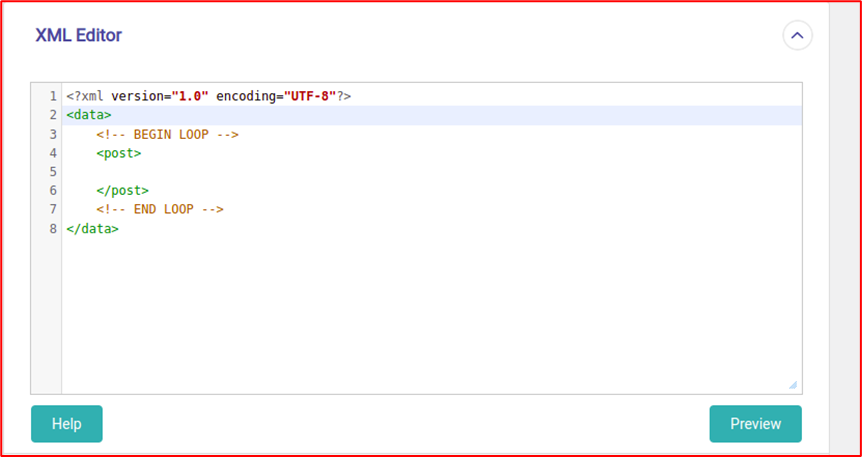 XML Editor
1 <?xml version="1.0" encoding="UTF-8"?>
2 <data>
3     <!-- BEGIN LOOP -->
4     <post>
5
6     </post>
7     <!-- END LOOP -->
8 </data>
Help Preview